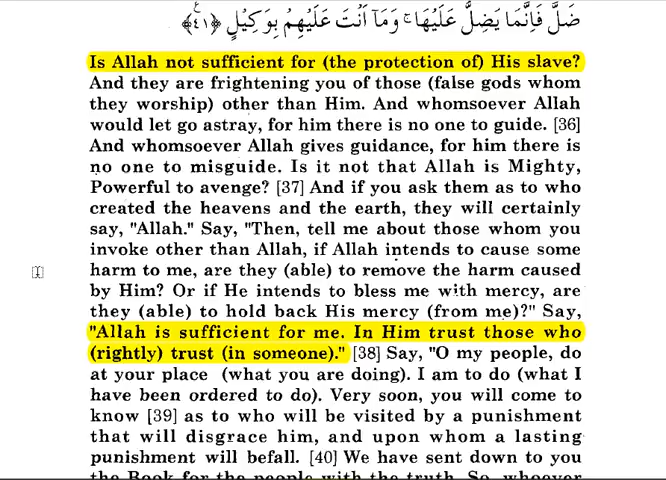 ضَلَّ فَإِنَّمَا يَضِلُّ عَلَيْهَا ۚ وَمَآ أَنْتَ عَلَيْهِمْ بِوَكِيْلٍ ﴿٤١﴾
Is Allah not sufficient for (the protection of) His slave?
And they are frightening you of those (false gods whom
they worship) other than Him. And whomsoever Allah
would let go astray, for him there is no one to guide. [36]
And whomsoever Allah gives guidance, for him there is
no one to misguide. Is it not that Allah is Mighty,
Powerful to avenge? [37] And if you ask them as to who
created the heavens and the earth, they will certainly
say, "Allah." Say, "Then, tell me about those whom you
invoke other than Allah, if Allah intends to cause some
harm to me, are they (able) to remove the harm caused
by Him? Or if He intends to bless me with mercy, are
they (able) to hold back His mercy (from me)?" Say,
"Allah is sufficient for me. In Him trust those who
(rightly) trust (in someone)." [38] Say, "O my people, do
at your place (what you are doing). I am to do (what I
have been ordered to do). Very soon, you will come to
know [39] as to who will be visited by a punishment
that will disgrace him, and upon whom a lasting
punishment will befall. [40] We have sent down to you
the Book for the people with the truth. So, whoever